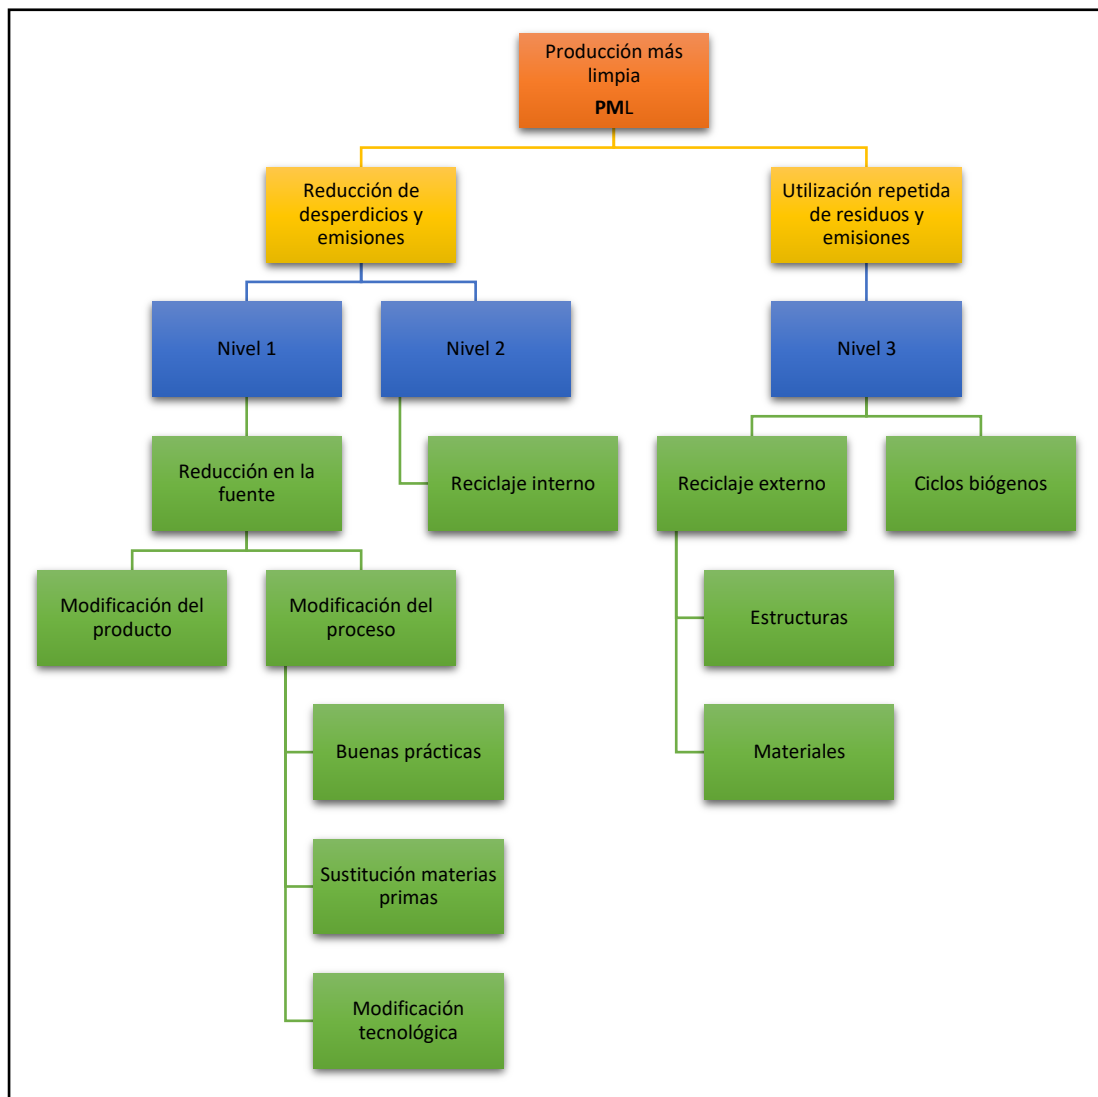 Producción más
limpia
PML
Reducción de
desperdicios y
emisiones
Utilización repetida
de residuos y
emisiones
Nivel 1
Nivel 2
Nivel 3
Reducción en la
fuente
Reciclaje interno
Reciclaje externo
Ciclos biógenos
Modificación del
producto
Modificación del
proceso
Estructuras
Buenas prácticas
Materiales
Sustitución materias
primas
Modificación
tecnológica